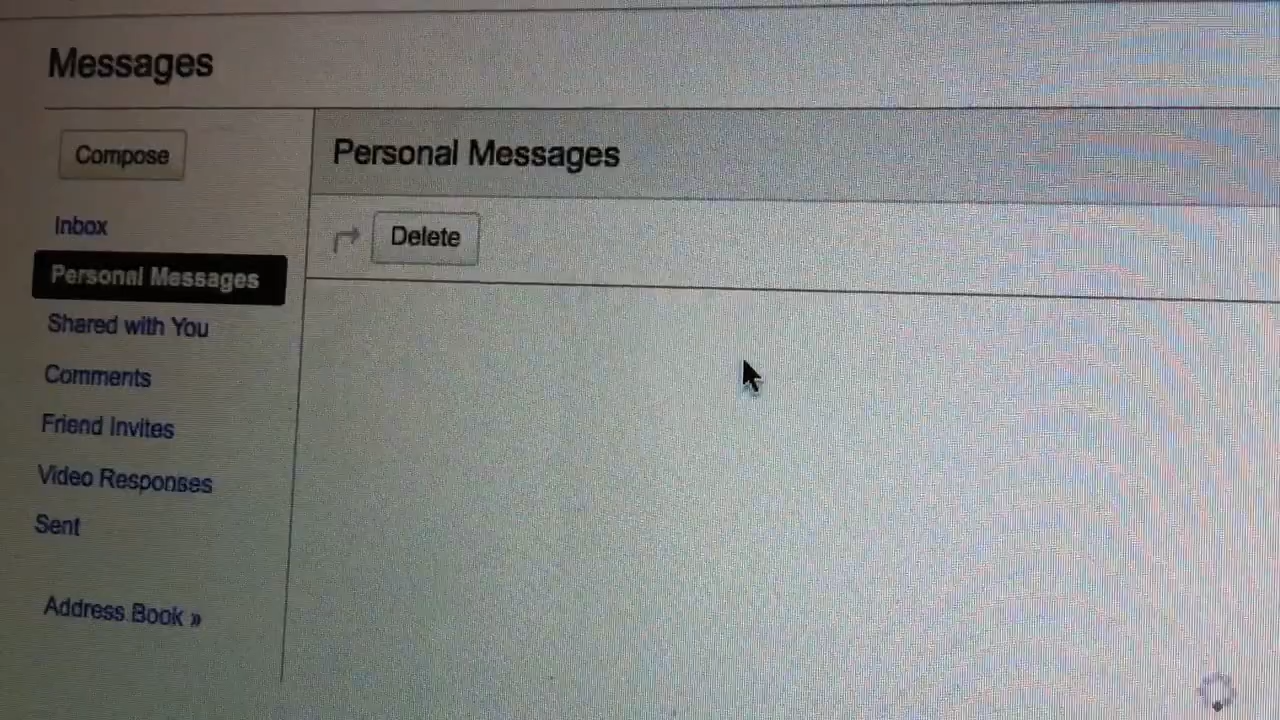 Messages
Compose
Inbox
Personal Messages
Shared with You
Comments
Friend Invites
Video Responses
Sent
Address Book »
Personal Messages
Delete